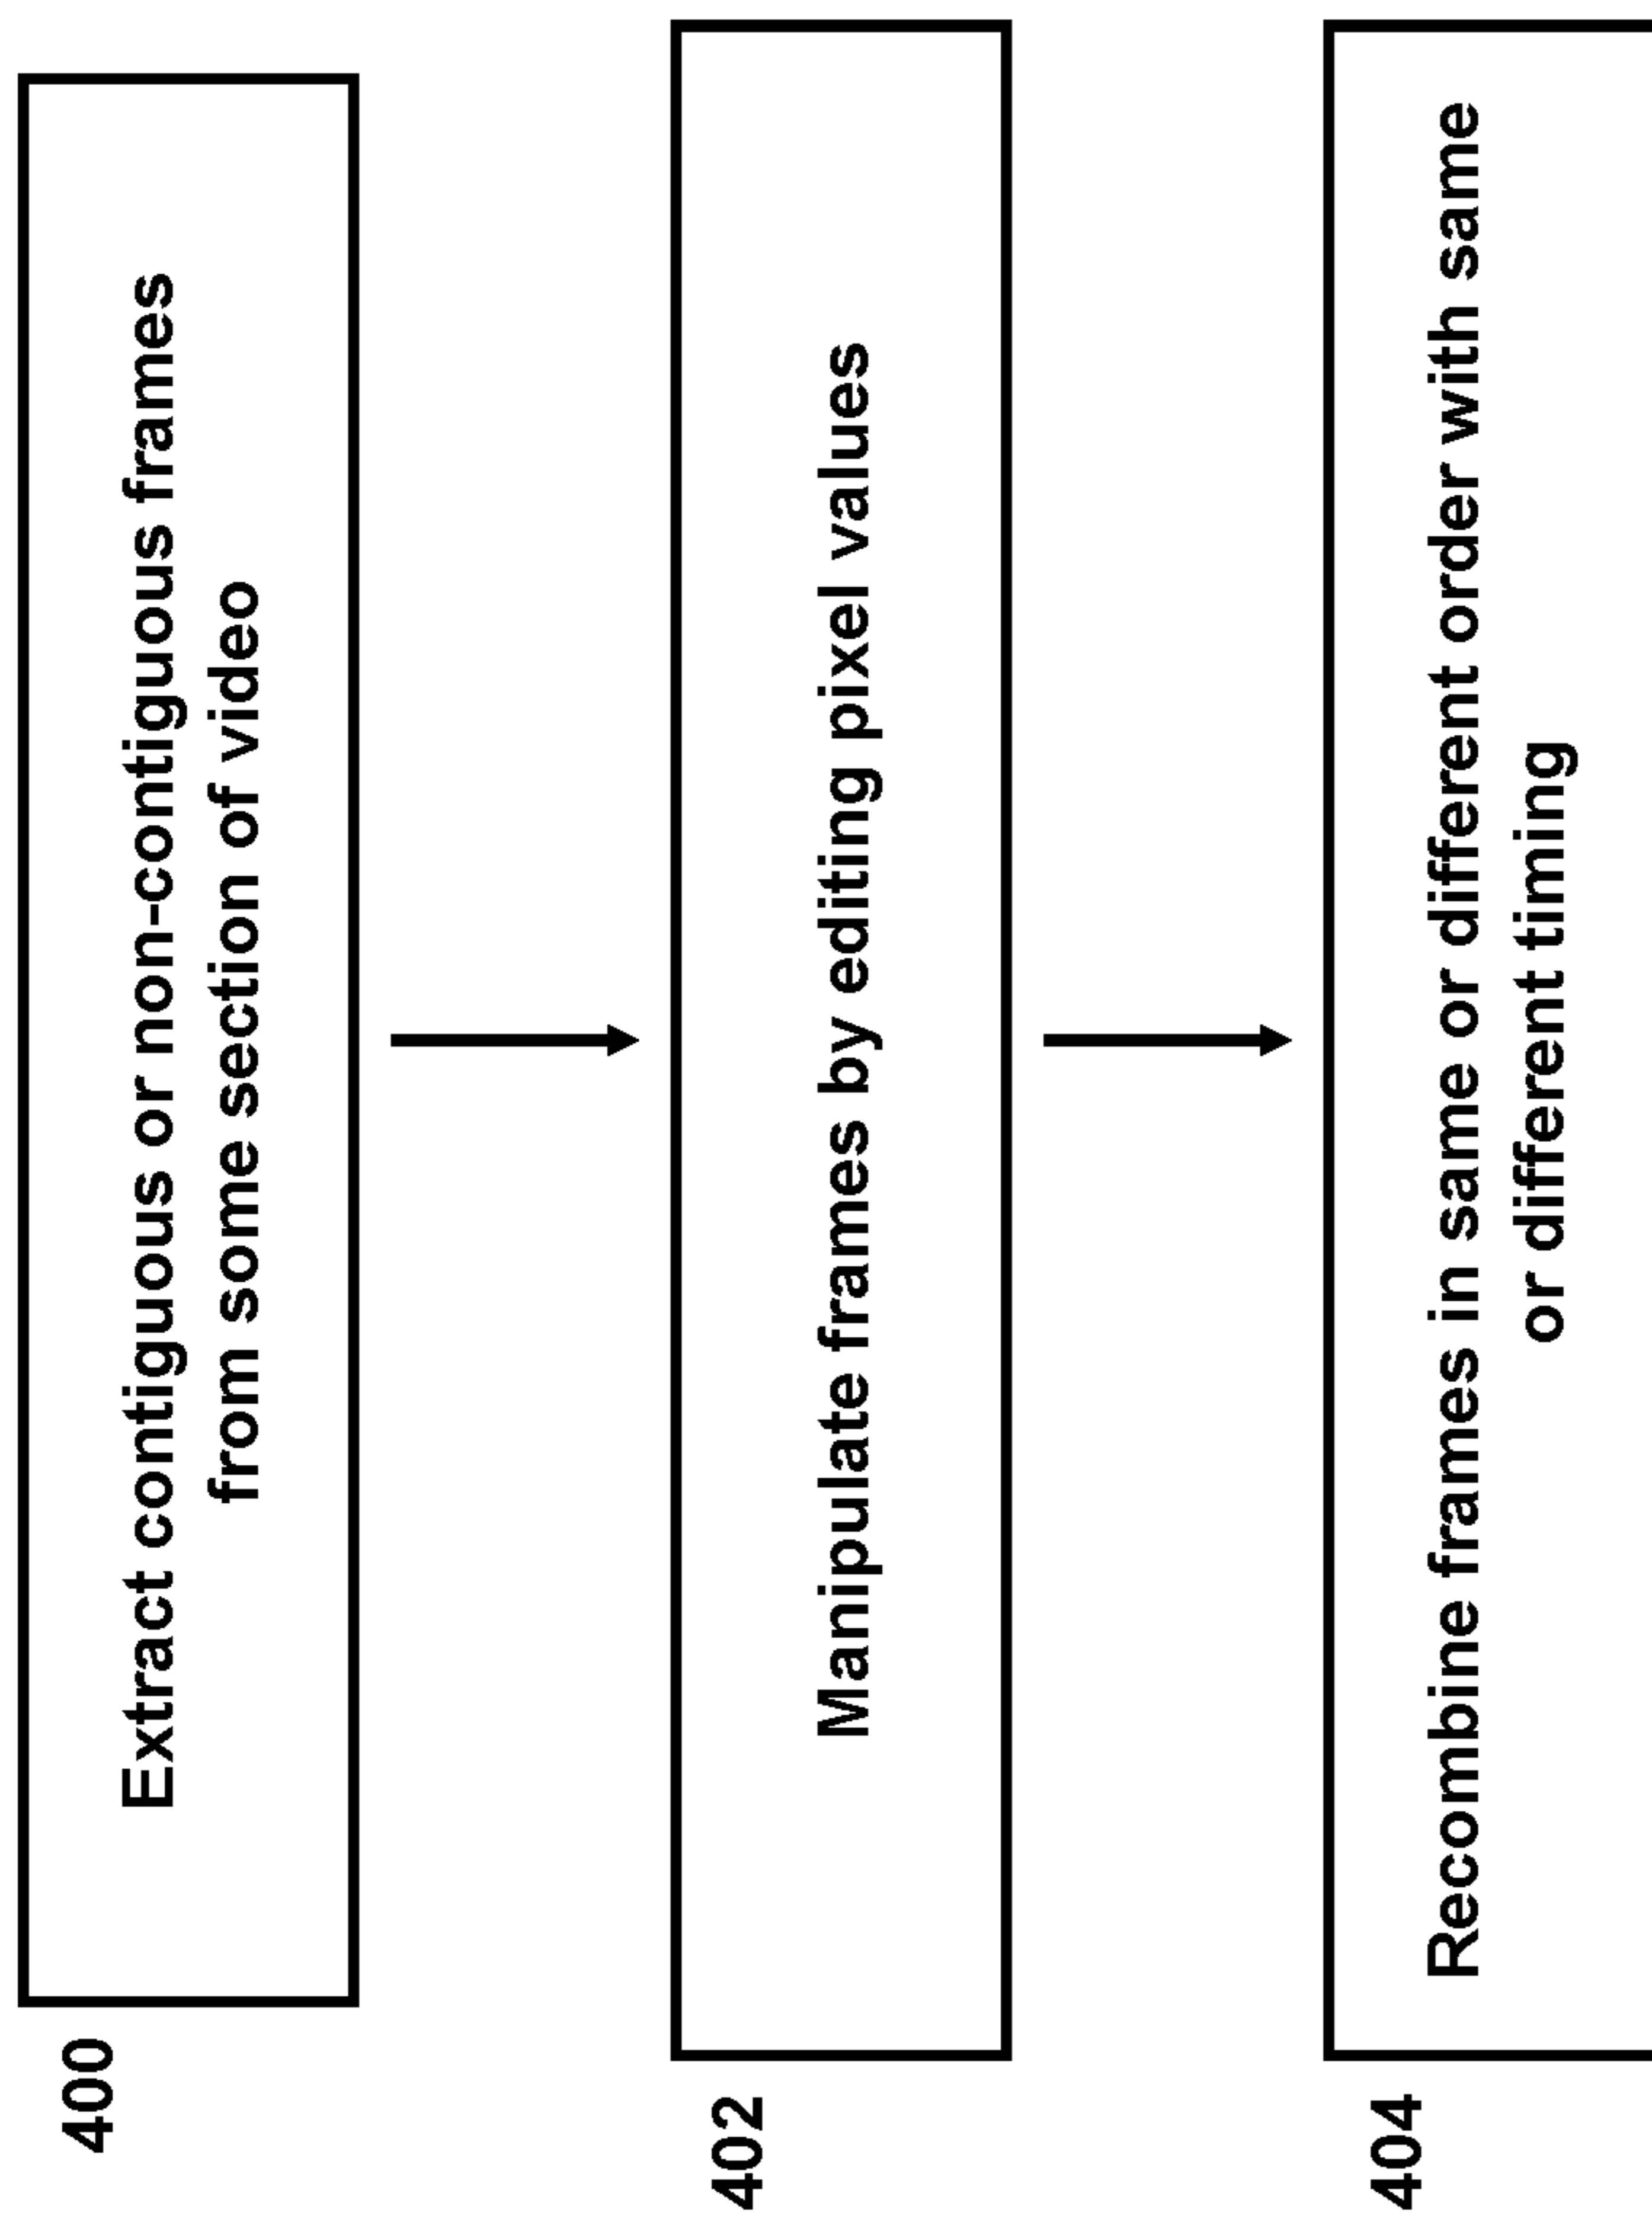 400
Extract contiguous or non-contiguous frames
from some section of video
402
Manipulate frames by editing pixel values
404
Recombine frames in same or different order with same
or different timing